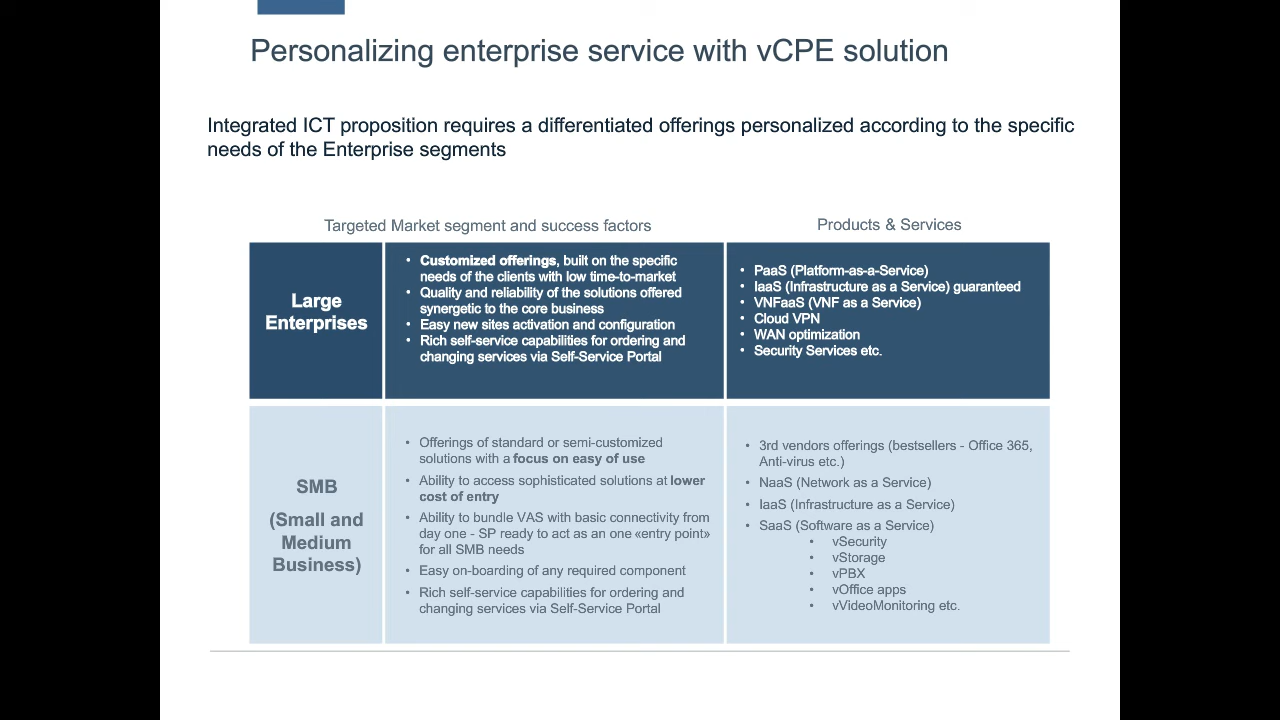 Personalizing enterprise service with vCPE solution
Integrated ICT proposition requires a differentiated offerings personalized according to the specific
needs of the Enterprise segments
Targeted Market segment and success factors
Products & Services
Large
Enterprises
• Customized offerings, built on the specific
needs of the clients with low time-to-market
• Quality and reliability of the solutions offered
synergetic to the core business
• Easy new sites activation and configuration
• Rich self-service capabilities for ordering and
changing services via Self-Service Portal
• PaaS (Platform-as-a-Service)
• IaaS (Infrastructure as a Service) guaranteed
• VNFaaS (VNF as a Service)
• Cloud VPN
• WAN optimization
• Security Services etc.
SMB
(Small and
Medium
Business)
• Offerings of standard or semi-customized
solutions with a focus on easy of use
• Ability to access sophisticated solutions at lower
cost of entry
• Ability to bundle VAS with basic connectivity from
day one - SP ready to act as an one «entry point»
for all SMB needs
• Easy on-boarding of any required component
• Rich self-service capabilities for ordering and
changing services via Self-Service Portal
• 3rd vendors offerings (bestsellers - Office 365,
Anti-virus etc.)
• NaaS (Network as a Service)
• IaaS (Infrastructure as a Service)
• SaaS (Software as a Service)
• vSecurity
• vStorage
• vPBX
• vOffice apps
• vVideoMonitoring etc.